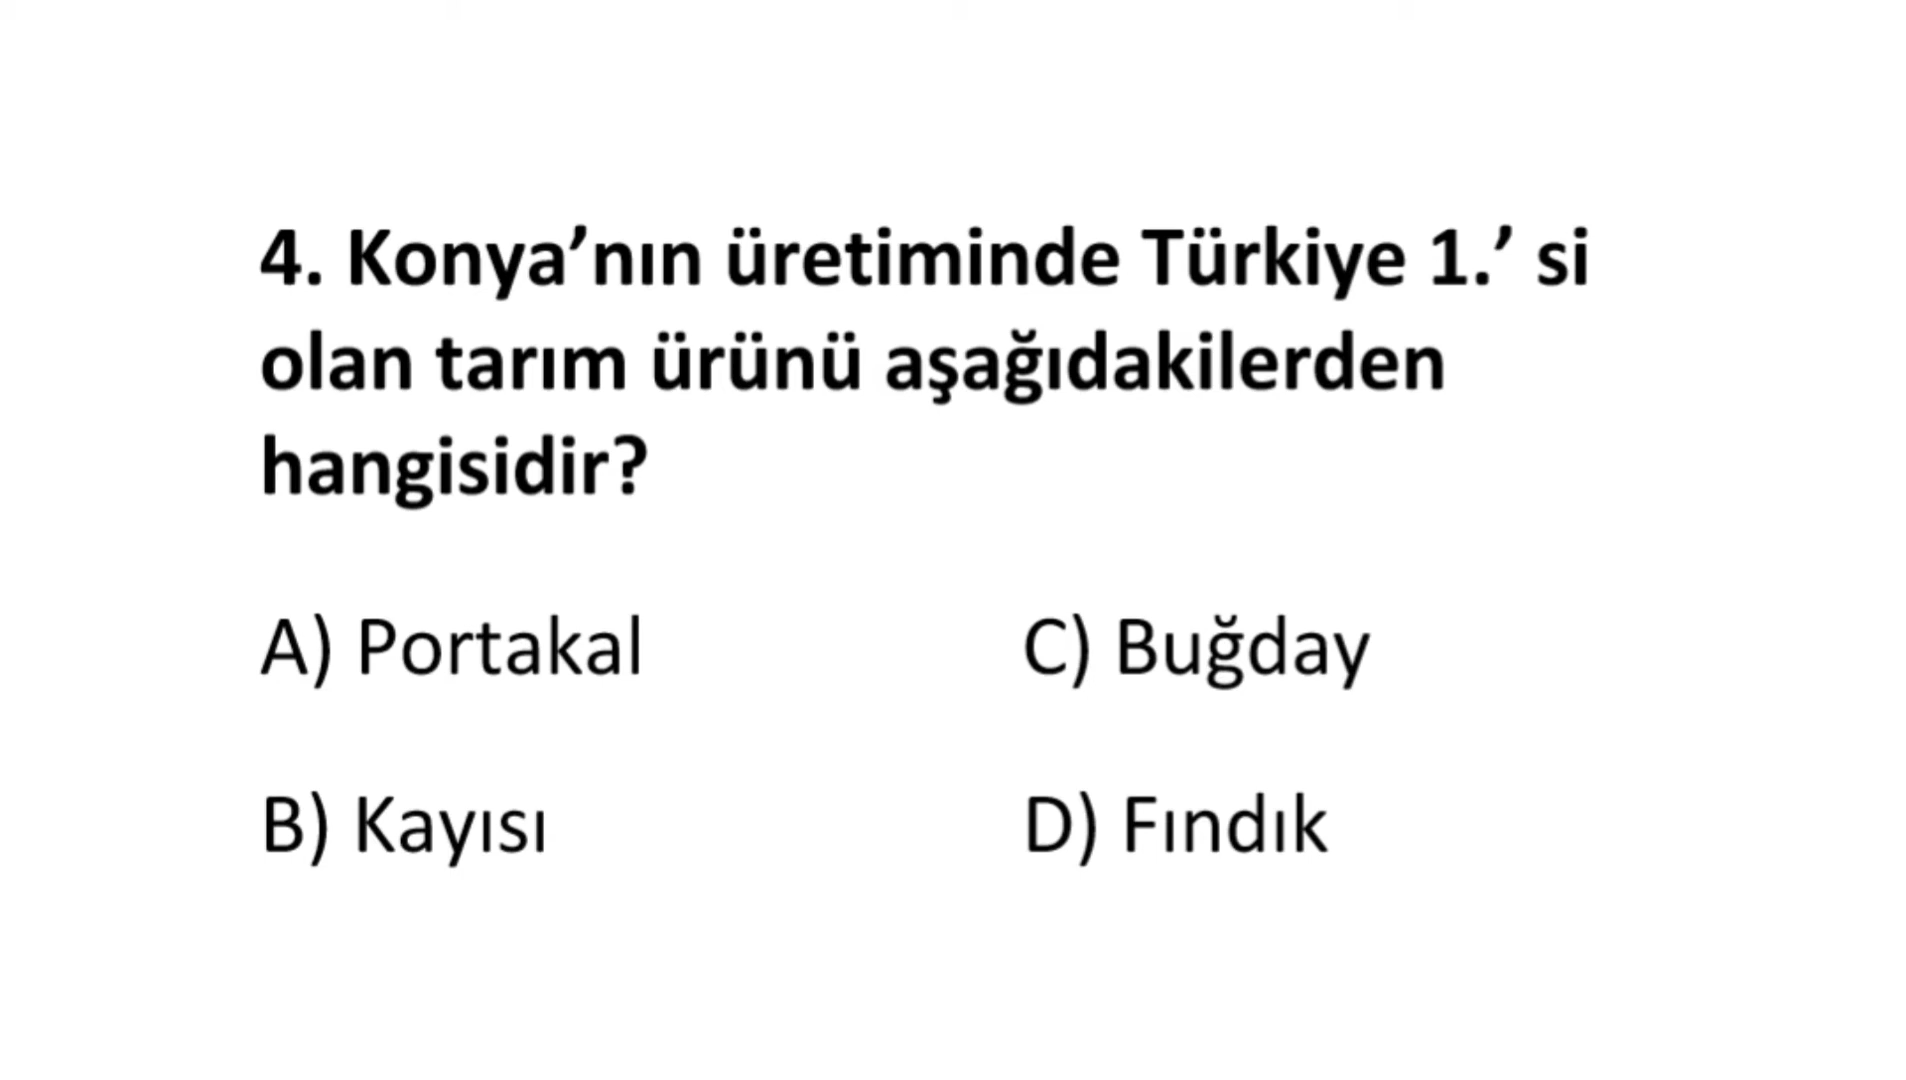 4. Konya’nın üretiminde Türkiye 1.’ si
olan tarım ürünü aşağıdakilerden
hangisidir?
A) Portakal
C) Buğday
B) Kayısı
D) Fındık